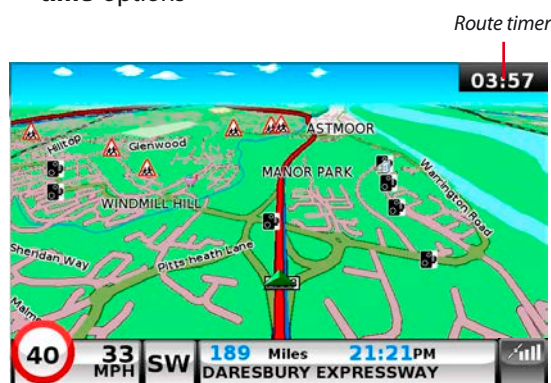 time options
Route timer
03:57
ASTMOOR
Hilltop
Glenwood
MANOR PARK
Warrington Road
WINDMILL HILL
Sheridan Way
Pitts-heath Lane
40
33 MPH
SW
189 Miles
21:21PM
DARESBURY EXPRESSWAY